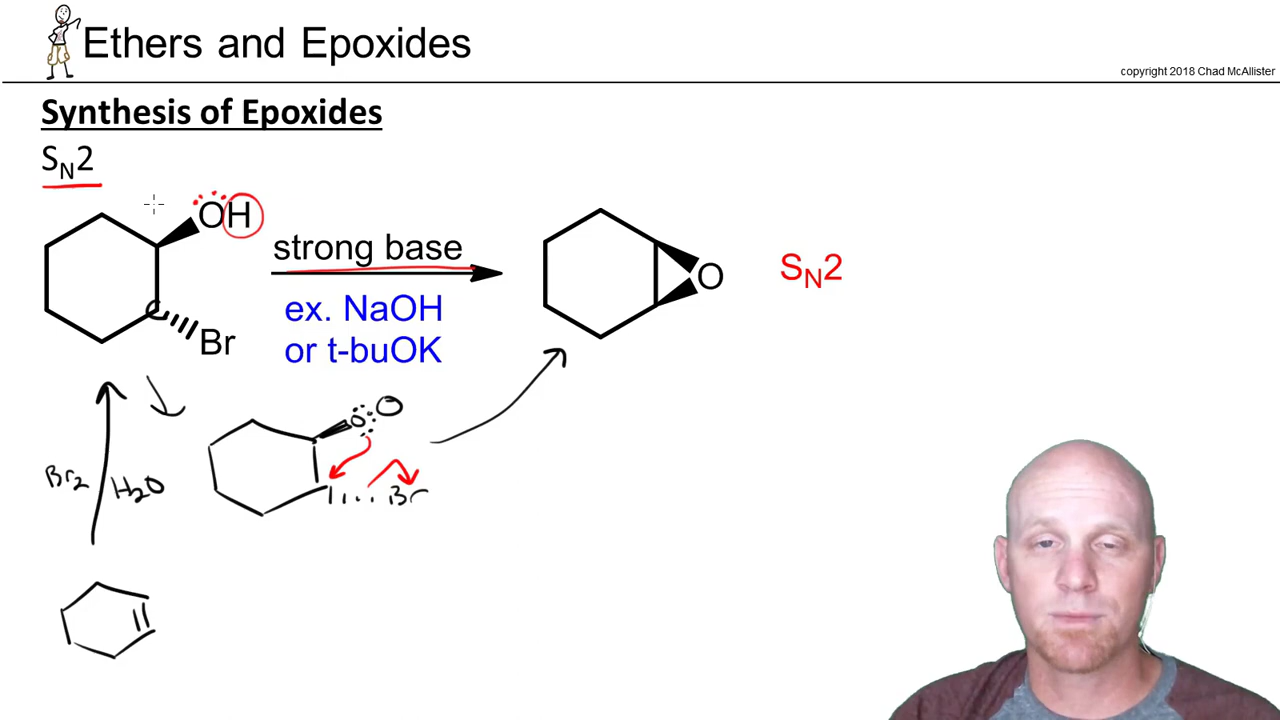 Ethers and Epoxides
copyright 2018 Chad McAllister
Synthesis of Epoxides
SN2
OH
strong base
O
SN2
ex. NaOH
Br
or t-buOK
O
Br2
H2O
Br